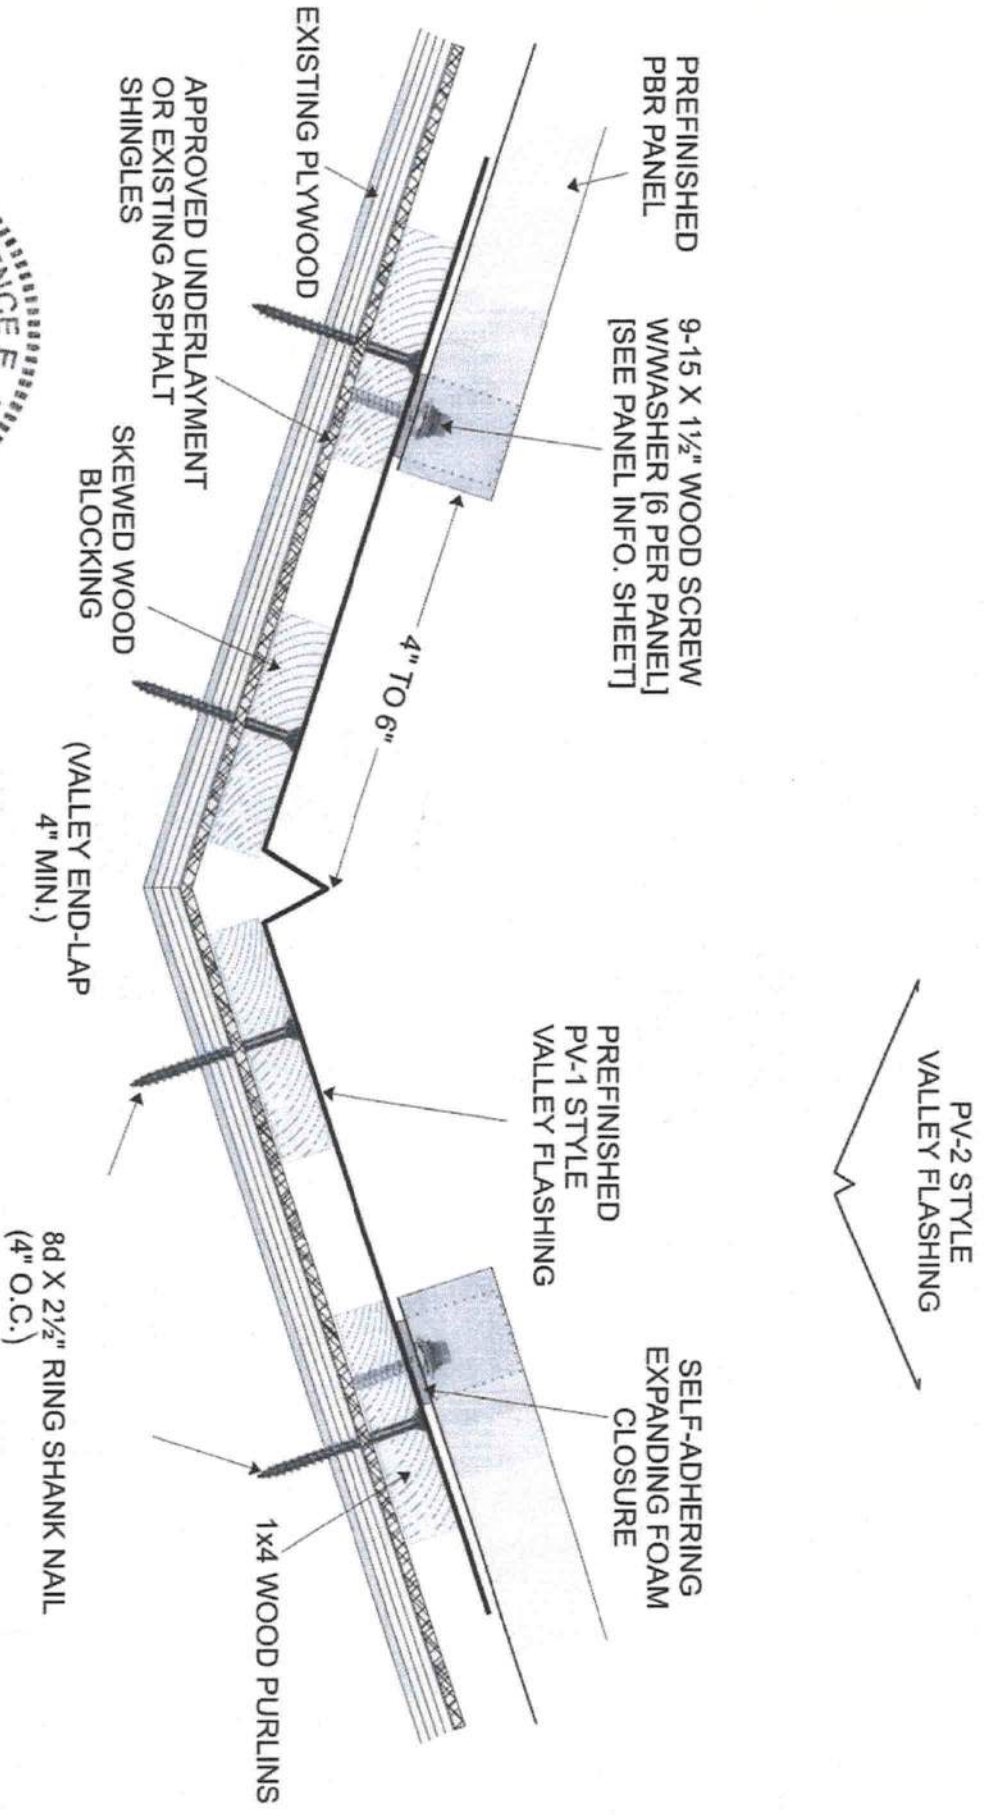 PV-2 STYLE
VALLEY FLASHING
PREFINISHED
PBR PANEL
9-15 X 1½" WOOD SCREW
W/WASHER [6 PER PANEL]
[SEE PANEL INFO. SHEET]
PREFINISHED
PV-1 STYLE
VALLEY FLASHING
SELF-ADHERING
EXPANDING FOAM
CLOSURE
4" TO 6"
EXISTING PLYWOOD
APPROVED UNDERLAYMENT
OR EXISTING ASPHALT
SHINGLES
SKEWED WOOD
BLOCKING
(VALLEY END-LAP
4" MIN.)
1x4 WOOD PURLINS
8d X 2½" RING SHANK NAIL
(4" O.C.)